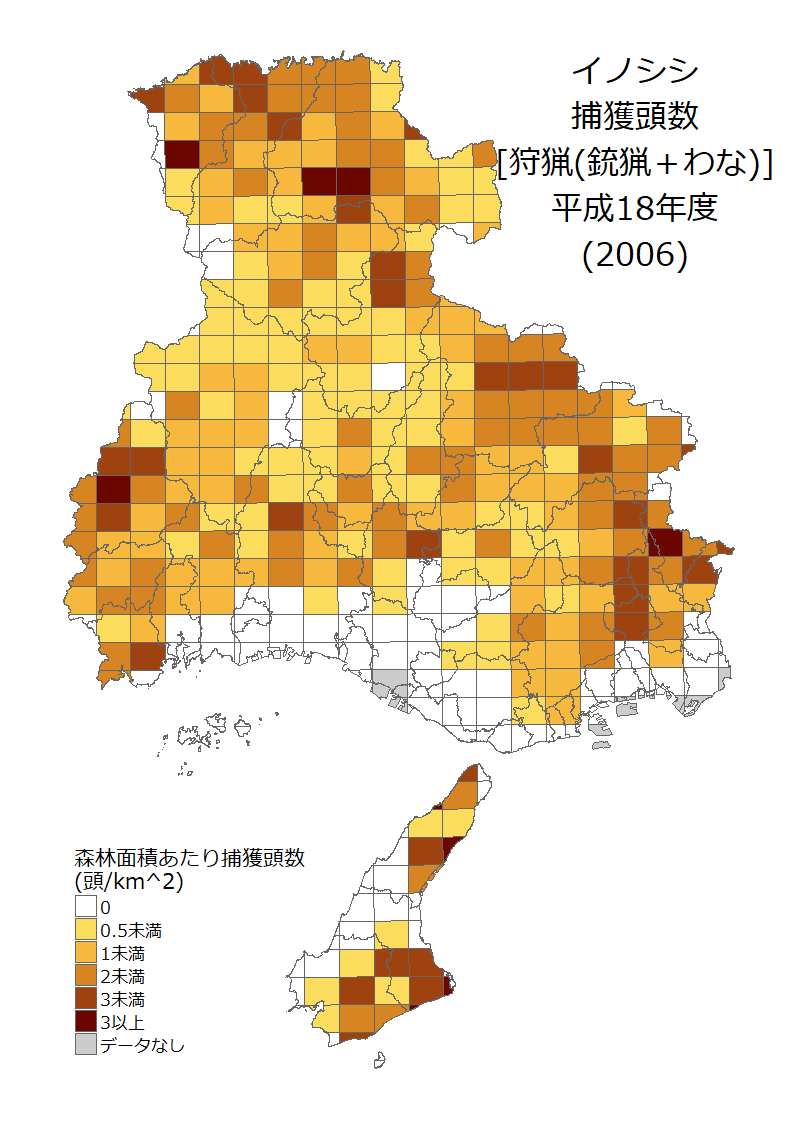 イノシシ
捕獲頭数
[狩猟(銃猟＋わな)]
平成18年度
(2006)
森林面積あたり捕獲頭数
(頭/km^2)
0
0.5未満
1未満
2未満
3未満
3以上
データなし